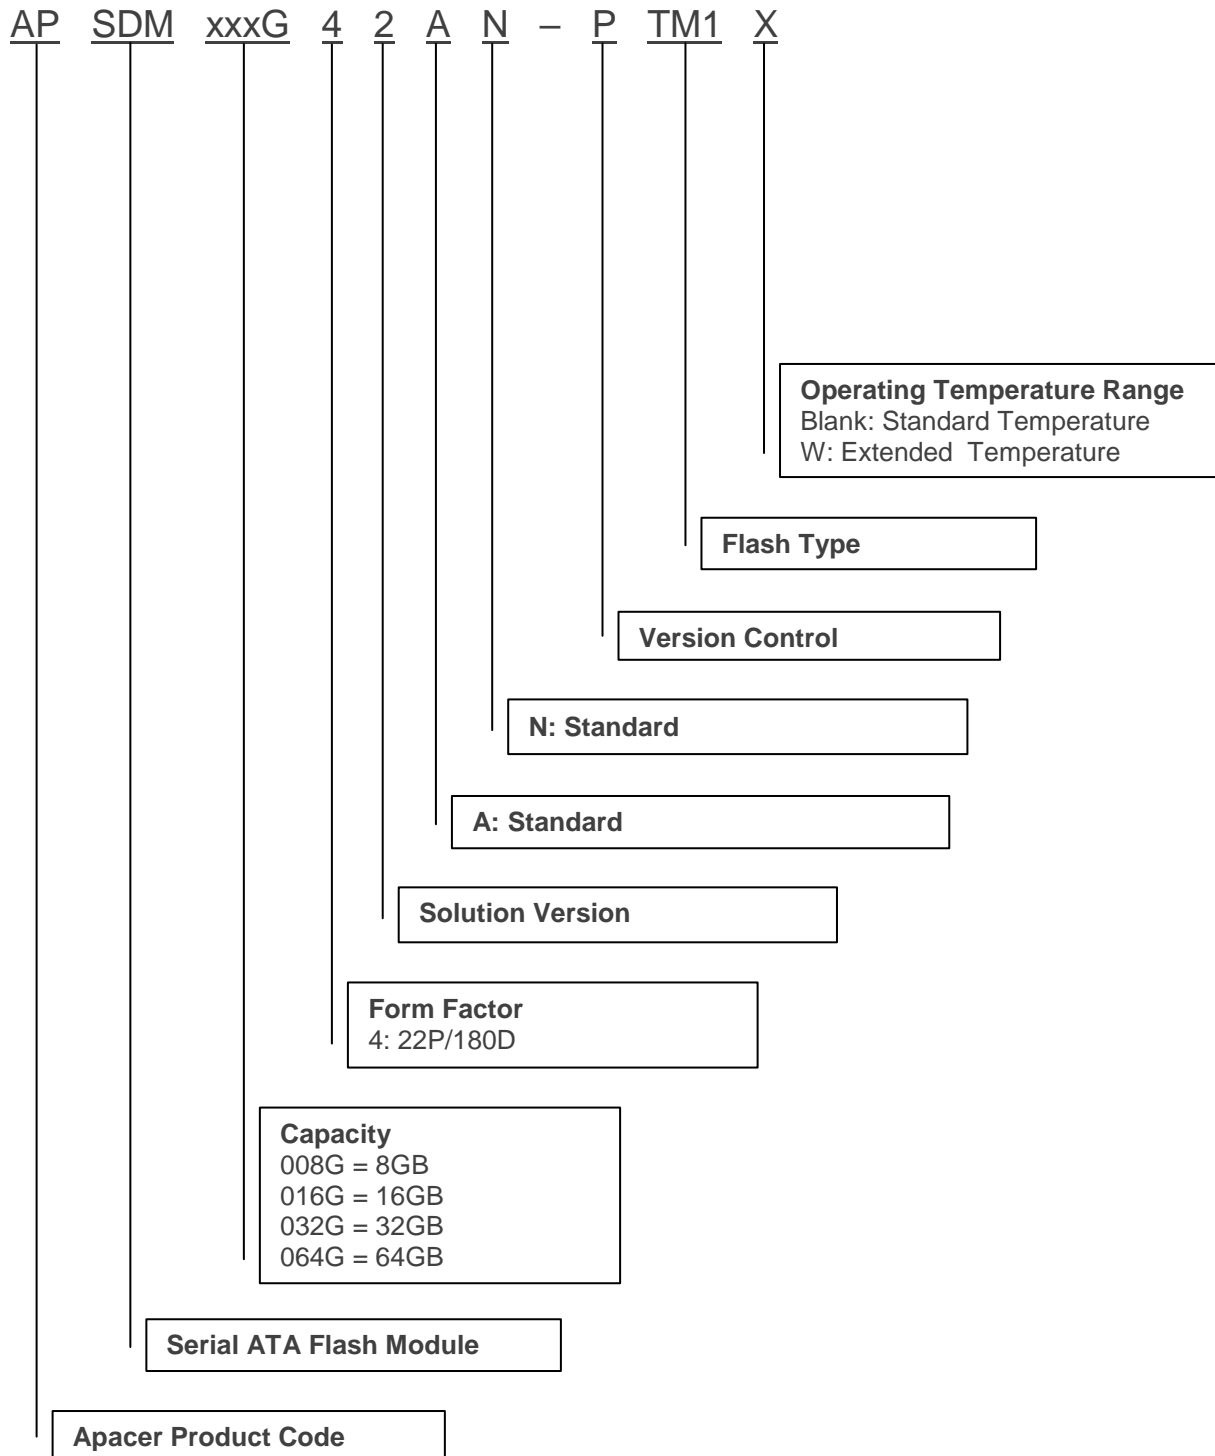 AP SDM xxxG 4 2 A N – P TM1 X
Operating Temperature Range
Blank: Standard Temperature
W: Extended Temperature
Flash Type
Version Control
N: Standard
A: Standard
Solution Version
Form Factor
4: 22P/180D
Capacity
008G = 8GB
016G = 16GB
032G = 32GB
064G = 64GB
Serial ATA Flash Module
Apacer Product Code